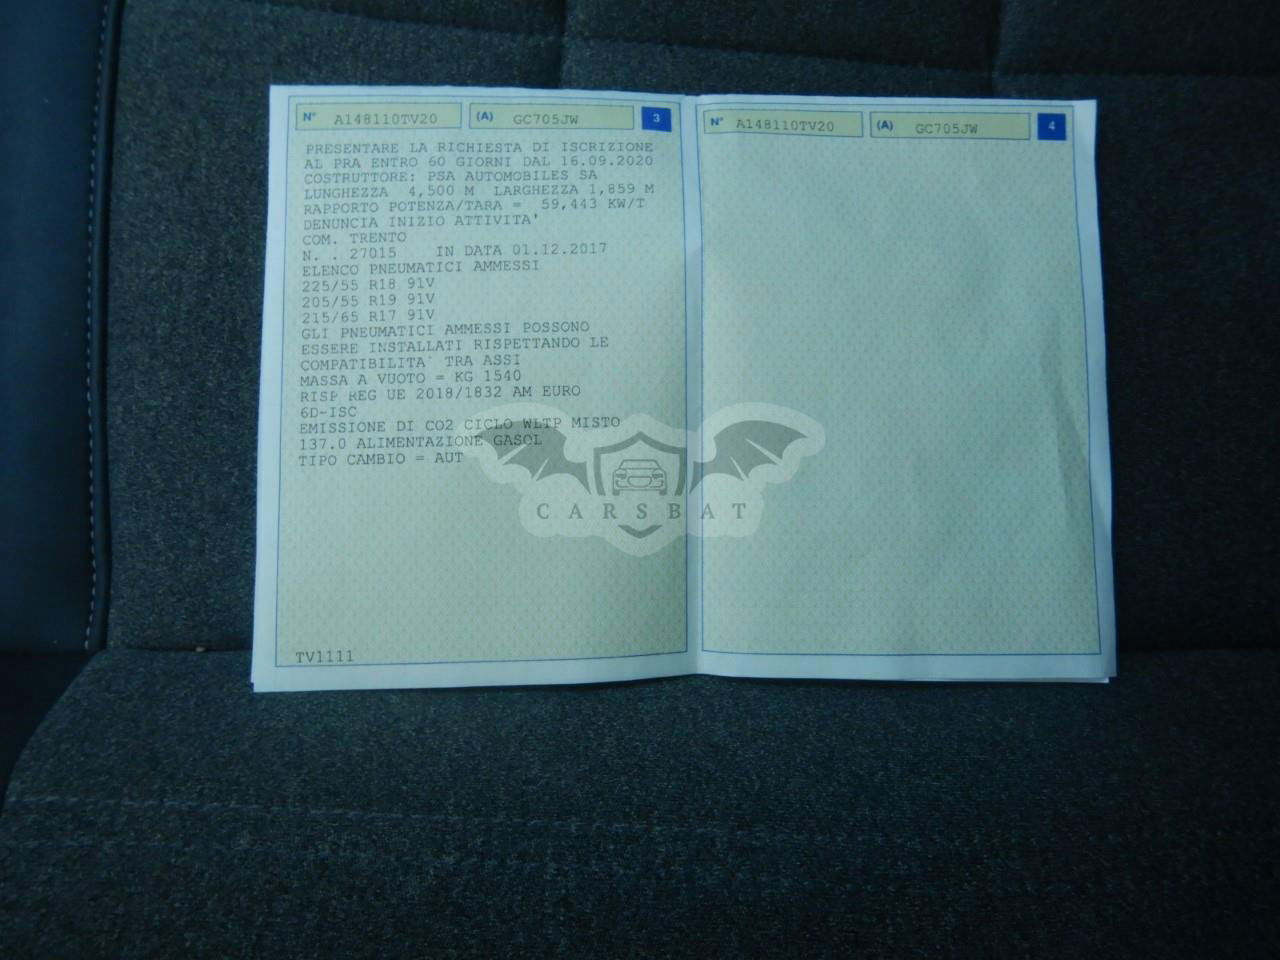 N° A148110TV20 (A) GC705JW 3
PRESENTARE LA RICHIESTA DI ISCRIZIONE
AL PRA ENTRO 60 GIORNI DAL 16.09.2020
COSTRUTTORE: PSA AUTOMOBILES SA
LUNGHEZZA 4,500 M LARGHEZZA 1,859 M
RAPPORTO POTENZA/TARA = 59,443 KW/T
DENUNCIA INIZIO ATTIVITA'
COM. TRENTO
N. . 27015 IN DATA 01.12.2017
ELENCO PNEUMATICI AMMESSI
225/55 R18 91V
205/55 R19 91V
215/65 R17 91V
GLI PNEUMATICI AMMESSI POSSONO
ESSERE INSTALLATI RISPETTANDO LE
COMPATIBILITA` TRA ASSI
MASSA A VUOTO = KG 1540
RISP REG UE 2018/1832 AM EURO
6D-ISC
EMISSIONE DI CO2 CICLO WLTP MISTO
137.0 ALIMENTAZIONE GASOL
TIPO CAMBIO = AUT
TV1111
N° A148110TV20 (A) GC705JW 4
CARSBAT